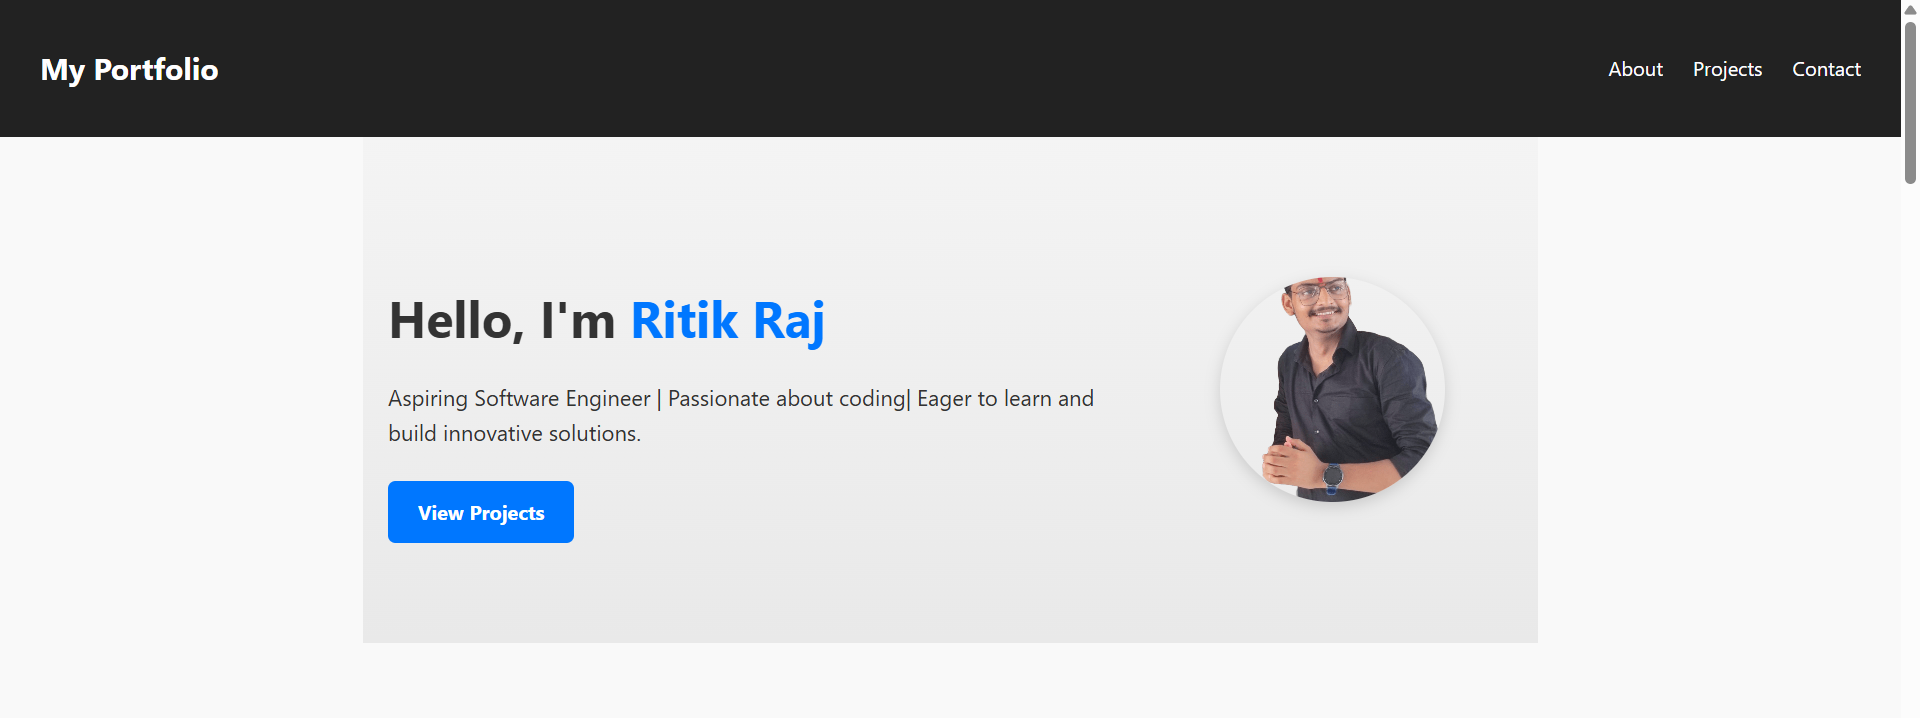 My Portfolio
About Projects Contact
Hello, I'm Ritik Raj
Aspiring Software Engineer | Passionate about coding| Eager to learn and
build innovative solutions.
View Projects